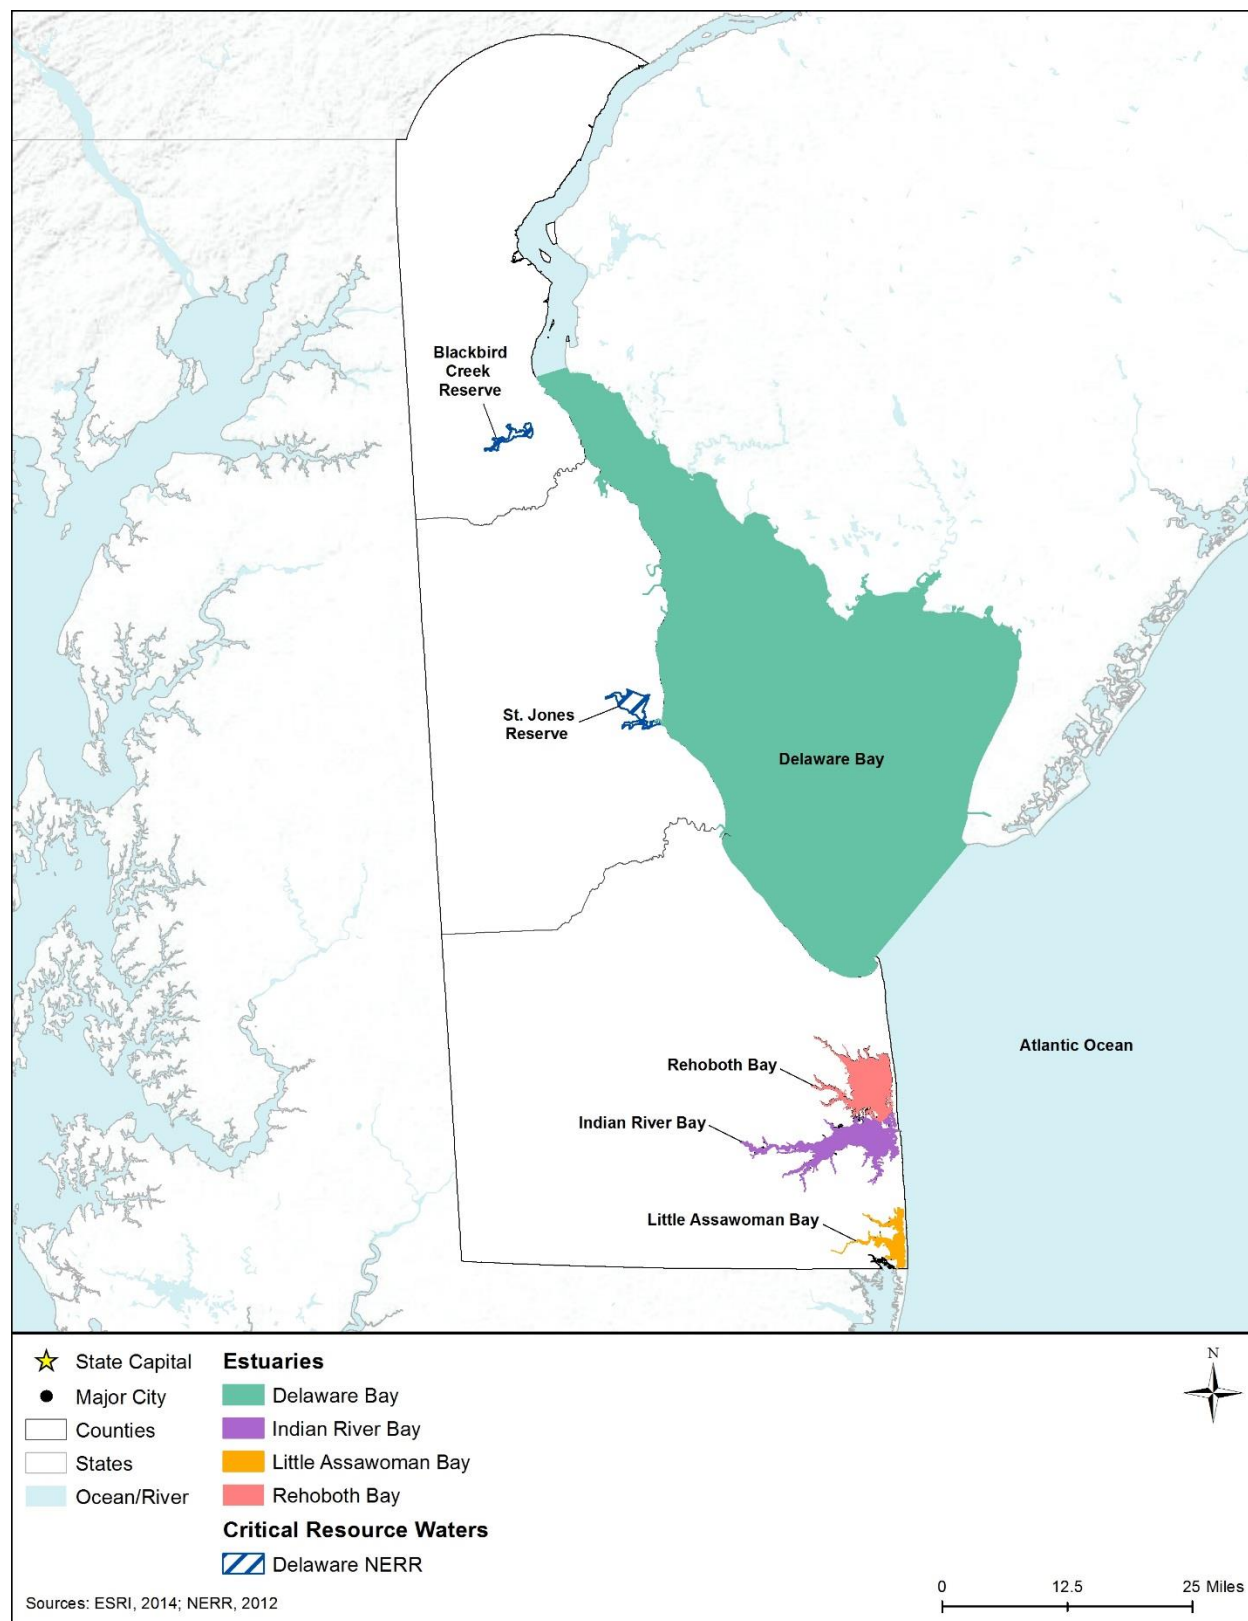 Blackbird
Creek
Reserve
St. Jones
Reserve
Delaware Bay
Atlantic Ocean
Rehoboth Bay
Indian River Bay
Little Assawoman Bay
State Capital
Major City
Counties
States
Ocean/River
Estuaries
Delaware Bay
Indian River Bay
Little Assawoman Bay
Rehoboth Bay
Critical Resource Waters
Delaware NERR
N
Sources: ESRI, 2014; NERR, 2012
0 12.5 25 Miles